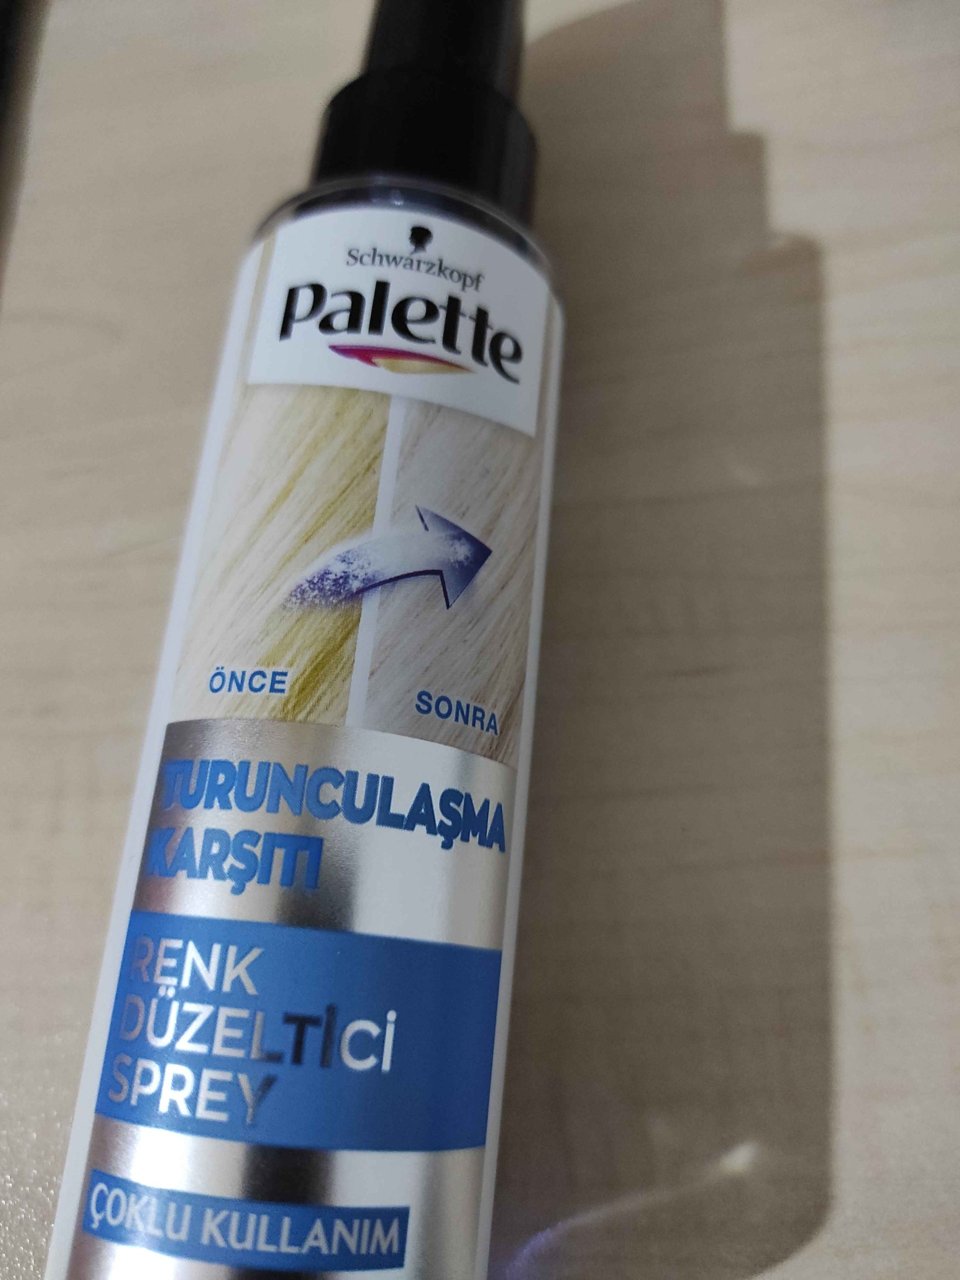 Schwarzkopf
Palette
ÖNCE
SONRA
TURUNCULAŞMA
KARŞITI
RENK
DÜZELTİCİ
SPREY
ÇOKLU KULLANIM